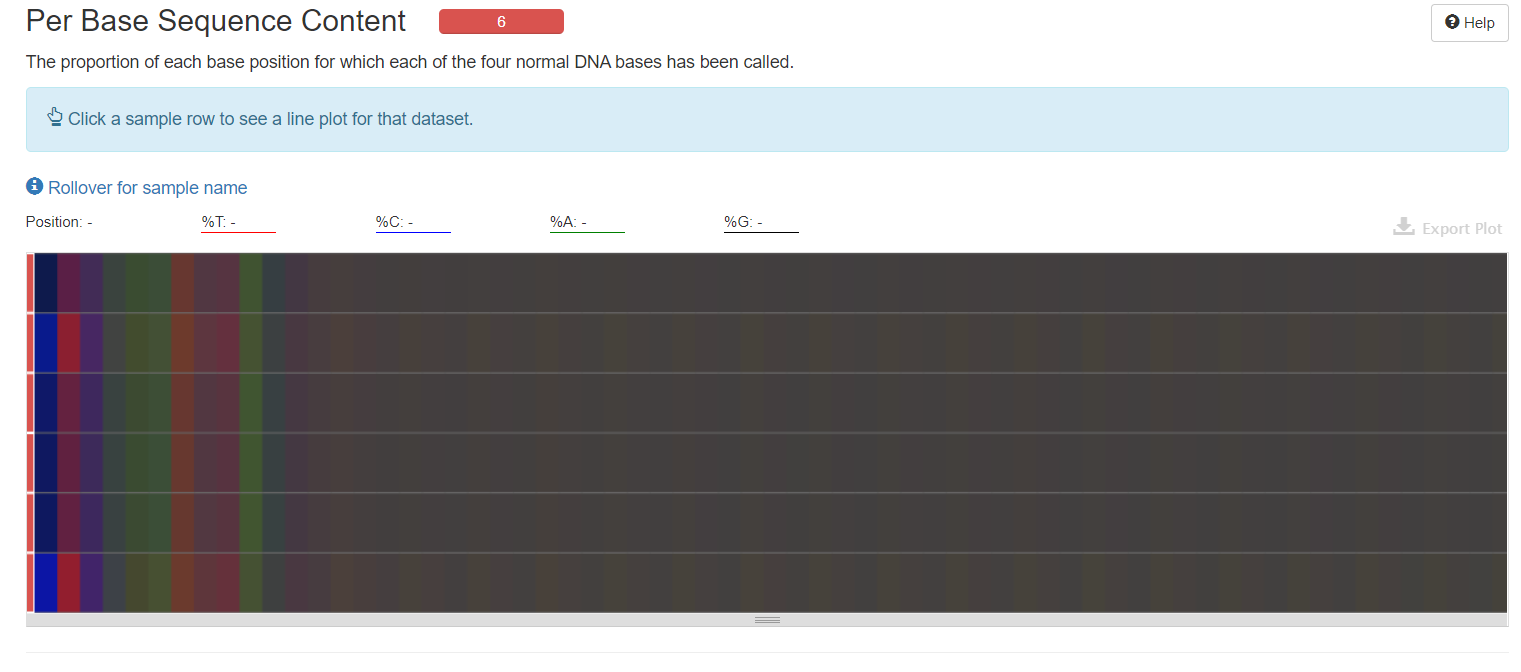 Per Base Sequence Content 6
Help
The proportion of each base position for which each of the four normal DNA bases has been called.
Click a sample row to see a line plot for that dataset.
Rollover for sample name
Position: - %T: - %C: - %A: - %G: -
Export Plot